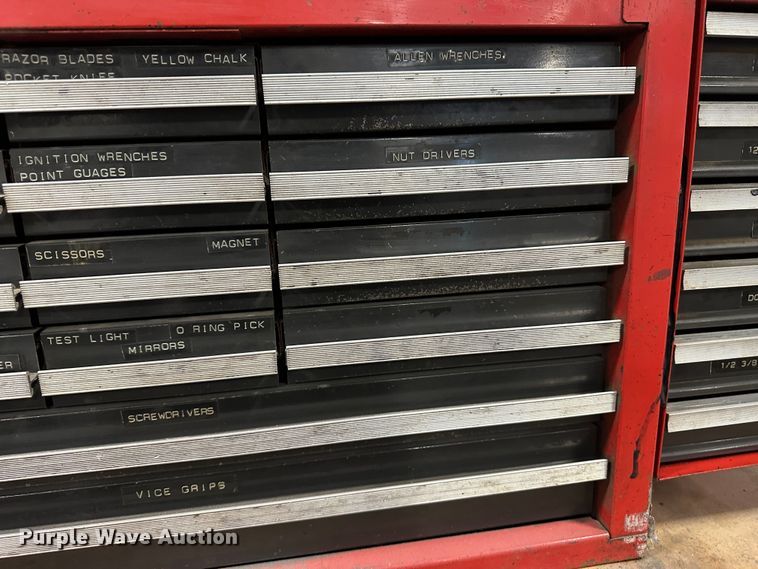 RAZOR BLADES YELLOW CHALK
POCKET KNIFE
ALLEN WRENCHES
IGNITION WRENCHES
POINT GUAGES
NUT DRIVERS
SCISSORS MAGNET
TEST LIGHT O RING PICK
MIRRORS
SCREWDRIVERS
VICE GRIPS
1/2 3/8
Purple Wave Auction